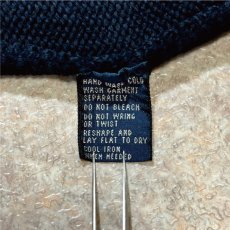 HAND WASH COLD
WASH GARMENT
SEPARATELY
DO NOT BLEACH
DO NOT WRING
OR TWIST
RESHAPE AND
LAY FLAT TO DRY
COOL IRON
WHEN NEEDED